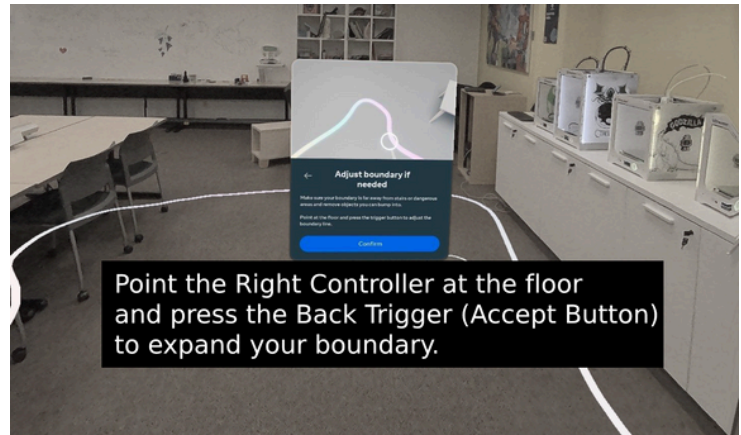 Adjust boundary if
needed
Make sure your boundary is far away from stairs or dangerous
areas and remove objects you can bump into.
Point at the floor and press the trigger button to adjust the
boundary line.
Confirm
Point the Right Controller at the floor
and press the Back Trigger (Accept Button)
to expand your boundary.
GODZILLA